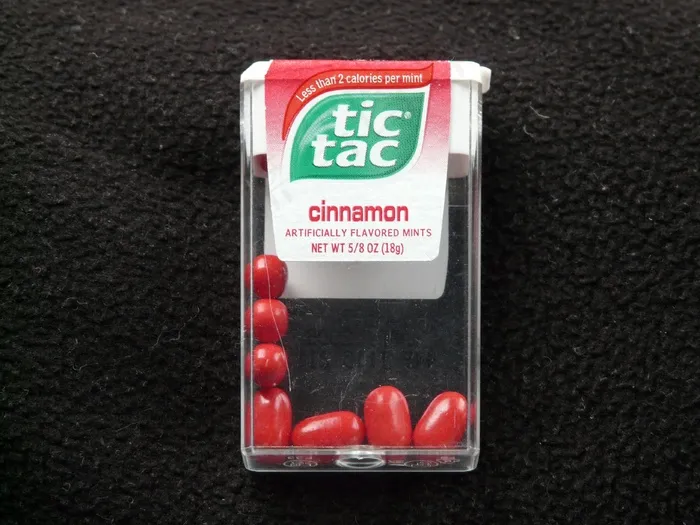 Less than 2 calories per mint
tic®
tac
cinnamon
ARTIFICIALLY FLAVORED MINTS
NET WT 5/8 OZ (18g)